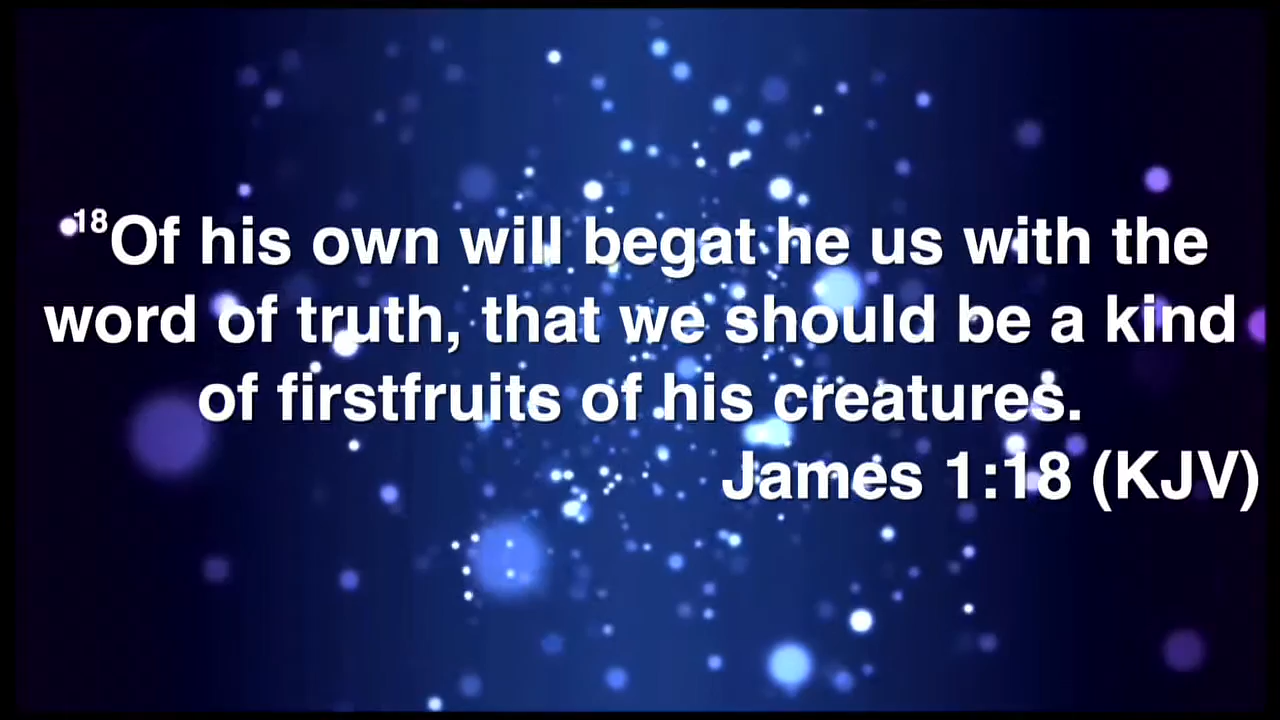 18Of his own will begat he us with the
word of truth, that we should be a kind
of firstfruits of his creatures.
James 1:18 (KJV)